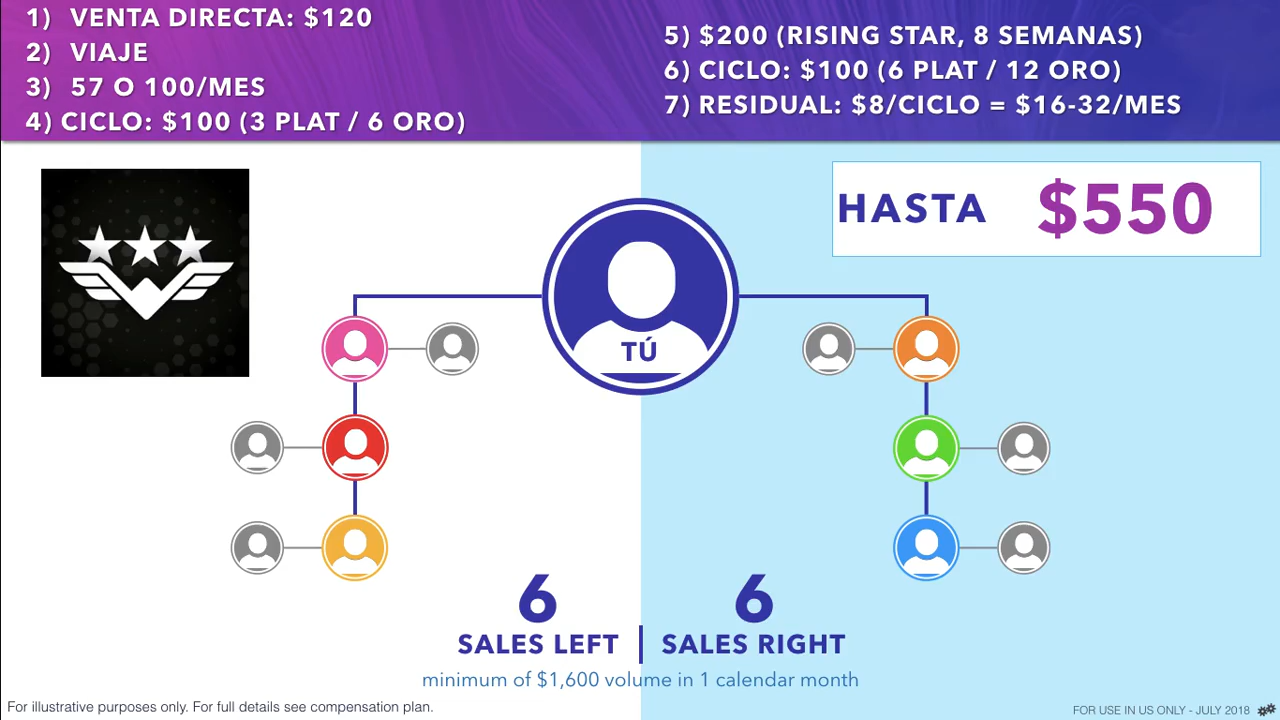 1) VENTA DIRECTA: $120
2) VIAJE
3) 57 O 100/MES
4) CICLO: $100 (3 PLAT / 6 ORO)
5) $200 (RISING STAR, 8 SEMANAS)
6) CICLO: $100 (6 PLAT / 12 ORO)
7) RESIDUAL: $8/CICLO = $16-32/MES
HASTA $550
TÚ
6
SALES LEFT
6
SALES RIGHT
minimum of $1,600 volume in 1 calendar month
For illustrative purposes only. For full details see compensation plan.
FOR USE IN US ONLY - JULY 2018